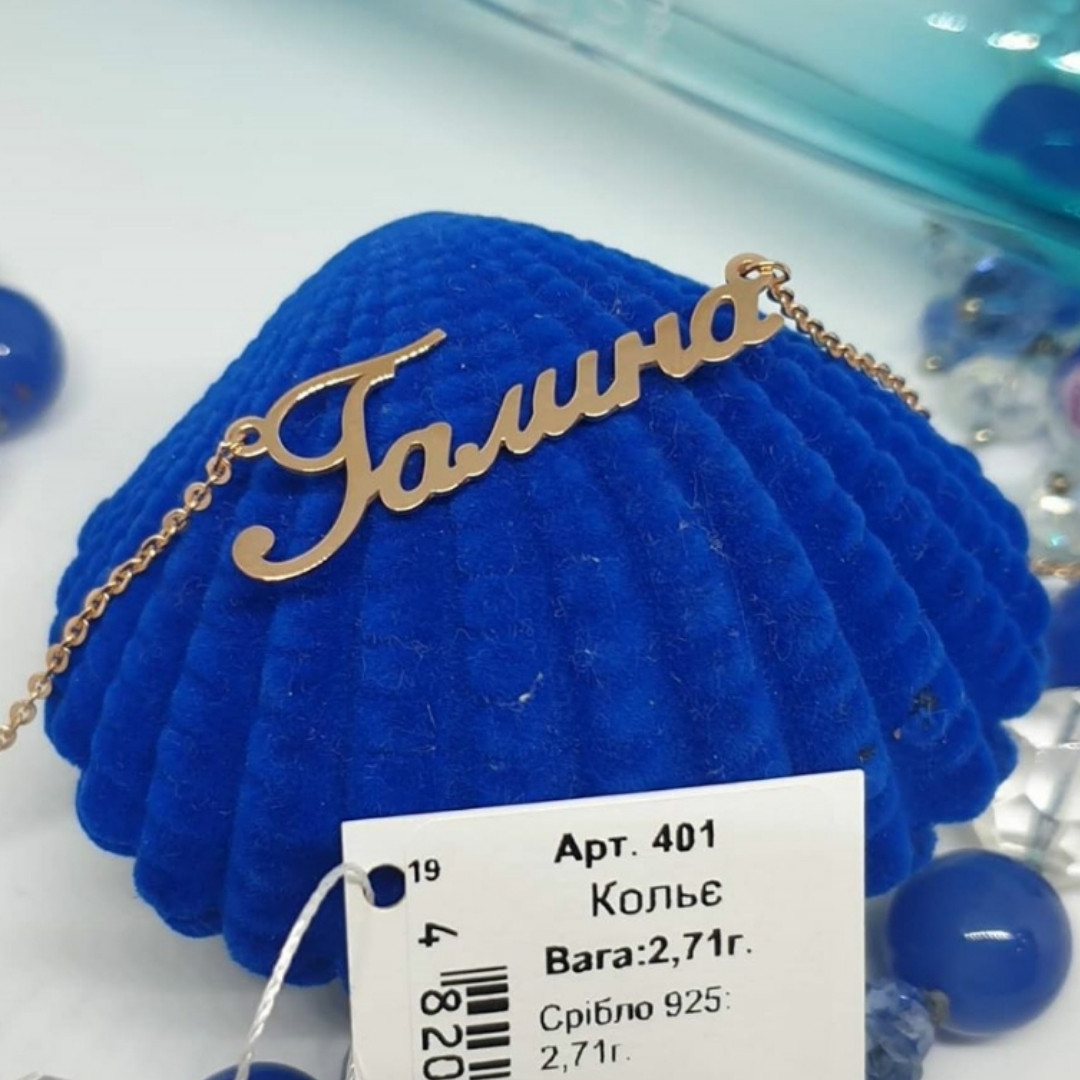 Галина
Арт. 401
19
Кольє
Вага:2,71г.
Срібло 925:
2,71г.
4 820